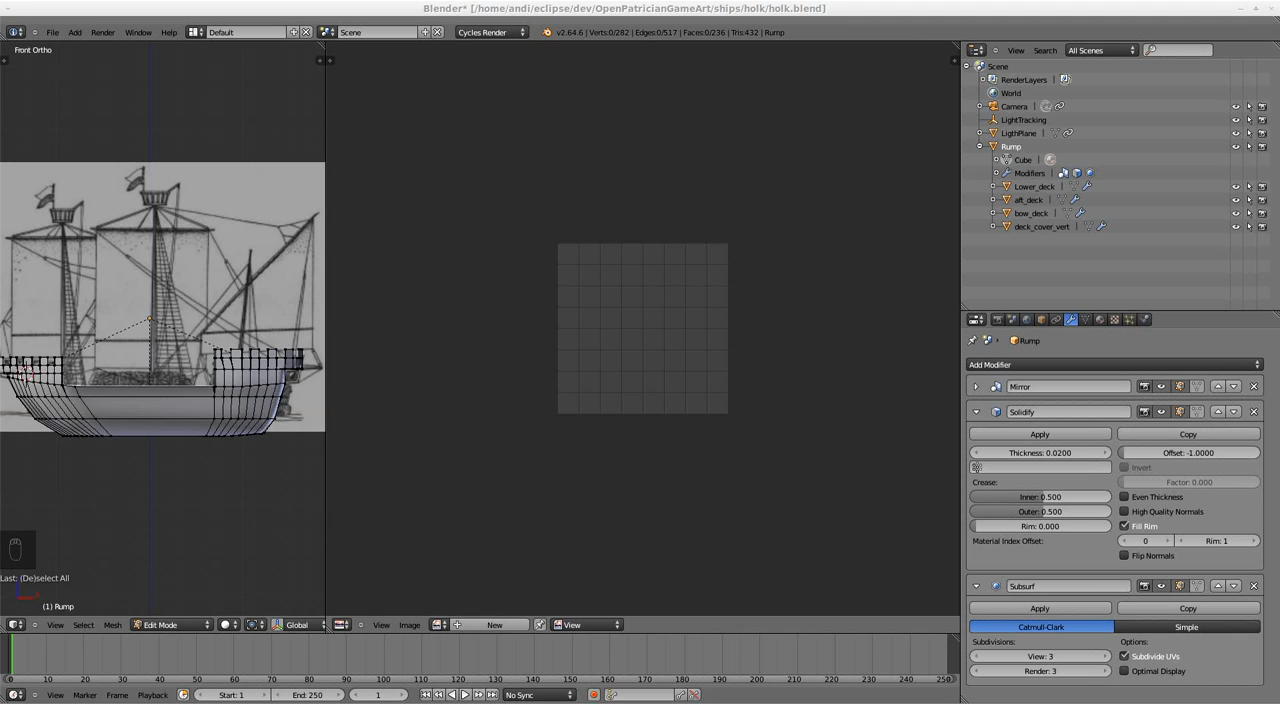 Blender* [/home/andi/eclipse/dev/OpenPatricianGameArt/ships/holk/holk.blend]
File Add Render Window Help Default Scene Cycles Render v2.64.6 | Verts:0/282 | Edges:0/517 | Faces:0/236 | Tris:432 | Rump
Front Ortho
View Search All Scenes
Scene
RenderLayers
World
Camera
LightTracking
LigthPlane
Rump
Cube
Modifiers
Lower_deck
aft_deck
bow_deck
deck_cover_vert
Rump
Add Modifier
Mirror
Solidify
Apply Copy
Thickness: 0.0200 Offset: -1.0000
Invert
Crease: Factor: 0.000
Inner: 0.500 Even Thickness
Outer: 0.500 High Quality Normals
Rim: 0.000 Fill Rim
Material Index Offset: 0 Rim: 1
Flip Normals
Subsurf
Apply Copy
Catmull-Clark Simple
Subdivisions: Options:
View: 3 Subdivide UVs
Render: 3 Optimal Display
Last: (De)select All
(1) Rump
View Select Mesh Edit Mode Global
View Image New View
0 10 20 30 40 50 60 70 80 90 100 110 120 130 140 150 160 170 180 190 200 210 220 230 240 250
View Marker Frame Playback Start: 1 End: 250 1 No Sync